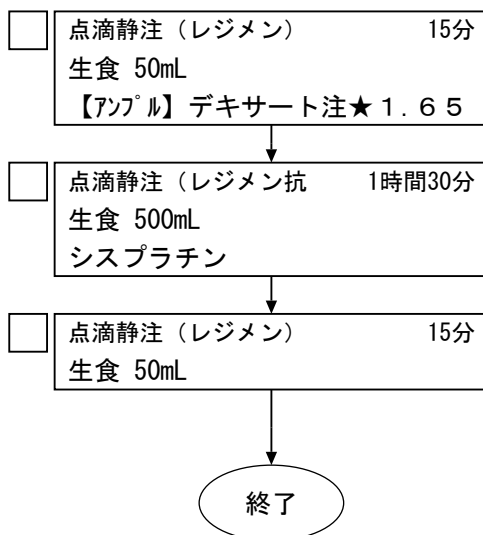 点滴静注（レジメン） 15分
生食 50mL
【ｱﾝﾌﾟﾙ】デキサート注★１．６５
点滴静注（レジメン抗 1時間30分
生食 500mL
シスプラチン
点滴静注（レジメン） 15分
生食 50mL
終了